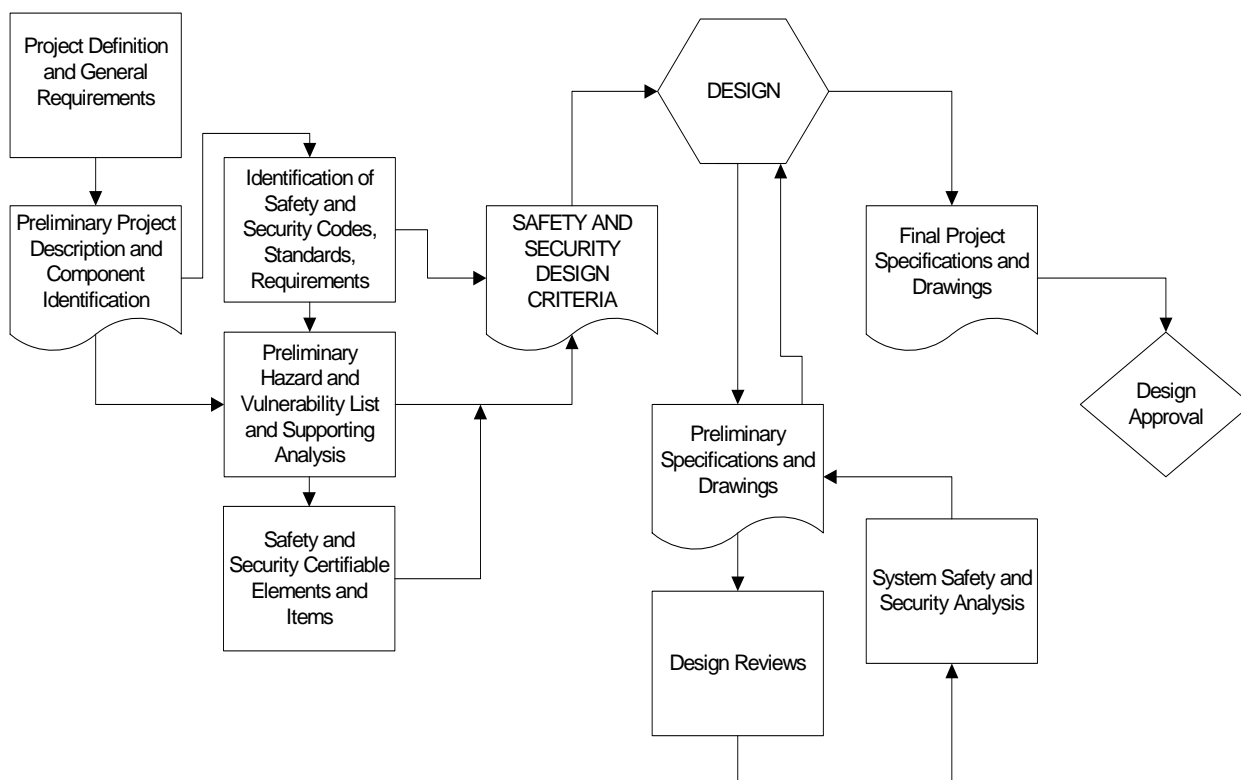 Project Definition
and General
Requirements
Preliminary Project
Description and
Component
Identification
Identification of
Safety and
Security Codes,
Standards,
Requirements
Preliminary
Hazard and
Vulnerability List
and Supporting
Analysis
Safety and
Security Certifiable
Elements and
Items
SAFETY AND
SECURITY
DESIGN
CRITERIA
DESIGN
Preliminary
Specifications and
Drawings
Design Reviews
System Safety and
Security Analysis
Final Project
Specifications and
Drawings
Design
Approval